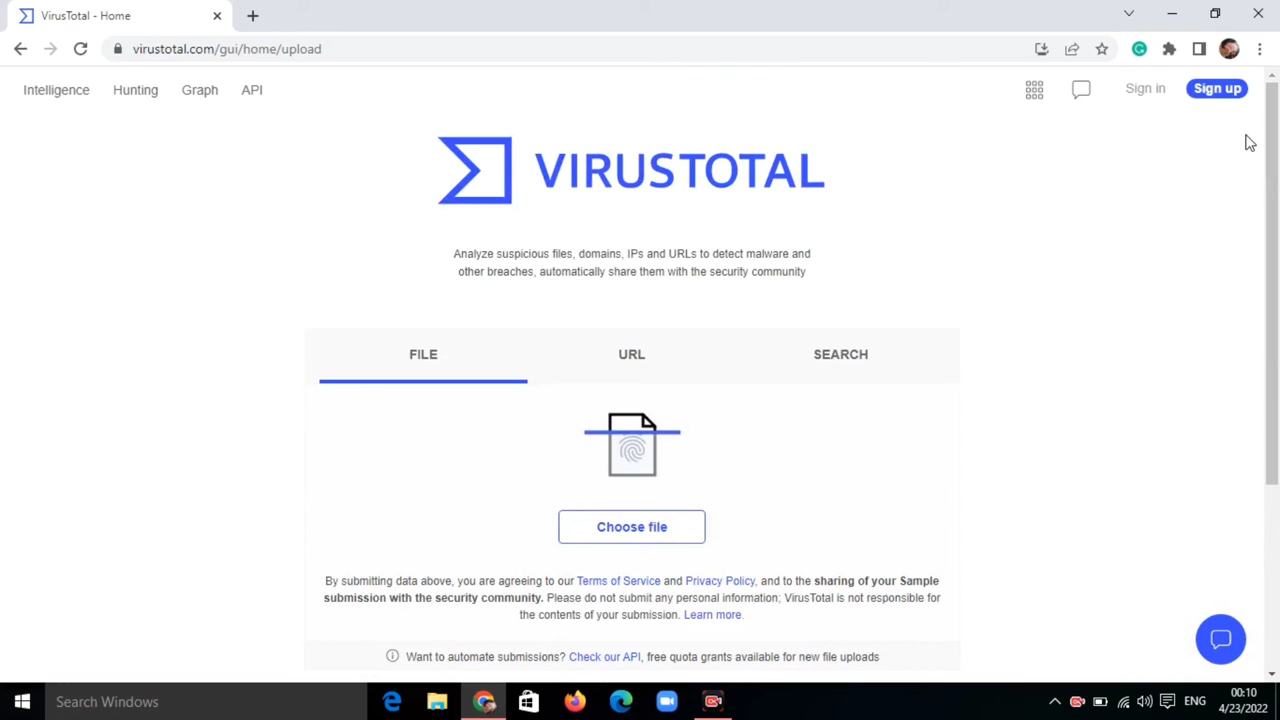 VirusTotal - Home
virustotal.com/gui/home/upload
Intelligence Hunting Graph API Sign in Sign up
VIRUSTOTAL
Analyze suspicious files, domains, IPs and URLs to detect malware and
other breaches, automatically share them with the security community
FILE URL SEARCH
Choose file
By submitting data above, you are agreeing to our Terms of Service and Privacy Policy, and to the sharing of your Sample
submission with the security community. Please do not submit any personal information; VirusTotal is not responsible for
the contents of your submission. Learn more.
Want to automate submissions? Check our API, free quota grants available for new file uploads
Search Windows
ENG
00:10
4/23/2022